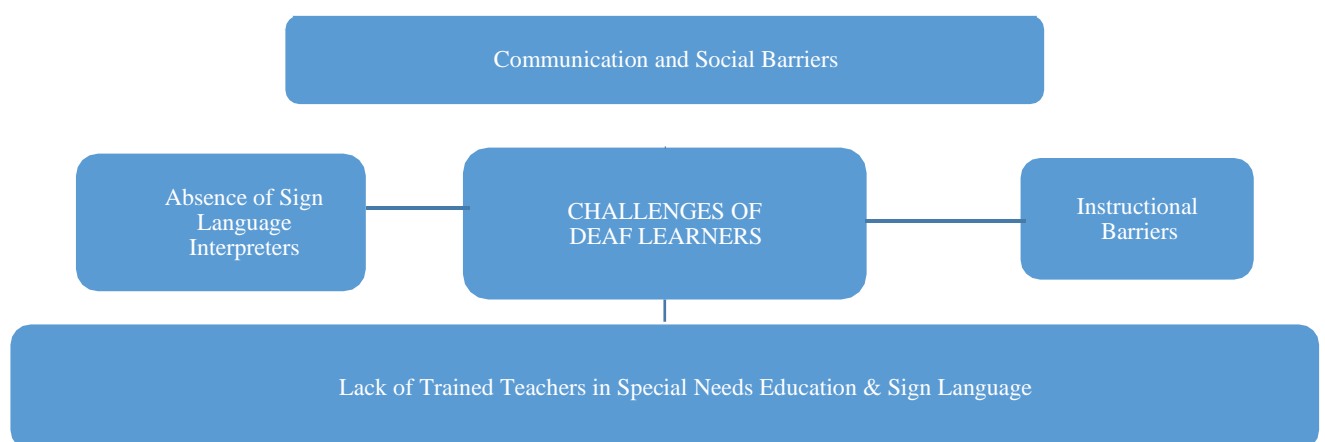 Communication and Social Barriers
Absence of Sign
Language
Interpreters
CHALLENGES OF
DEAF LEARNERS
Instructional
Barriers
Lack of Trained Teachers in Special Needs Education & Sign Language